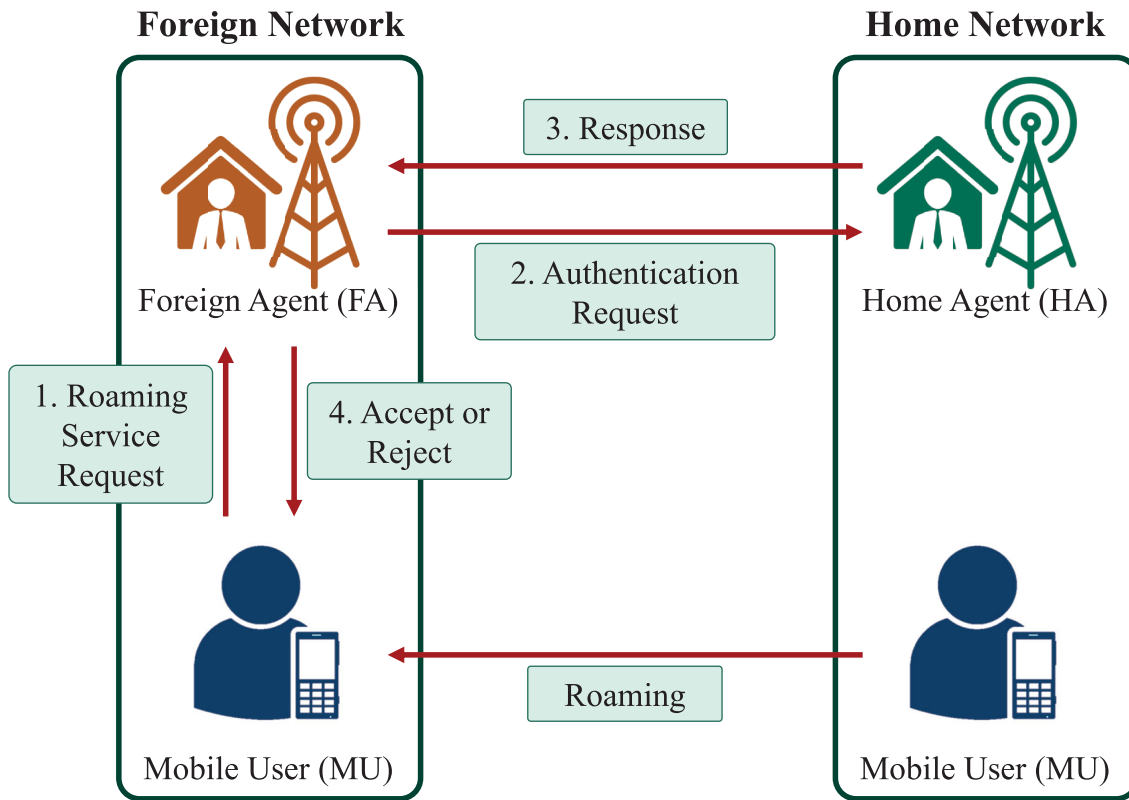 Foreign Network
Home Network
3. Response
2. Authentication
Request
Foreign Agent (FA)
Home Agent (HA)
1. Roaming
Service
Request
4. Accept or
Reject
Roaming
Mobile User (MU)
Mobile User (MU)